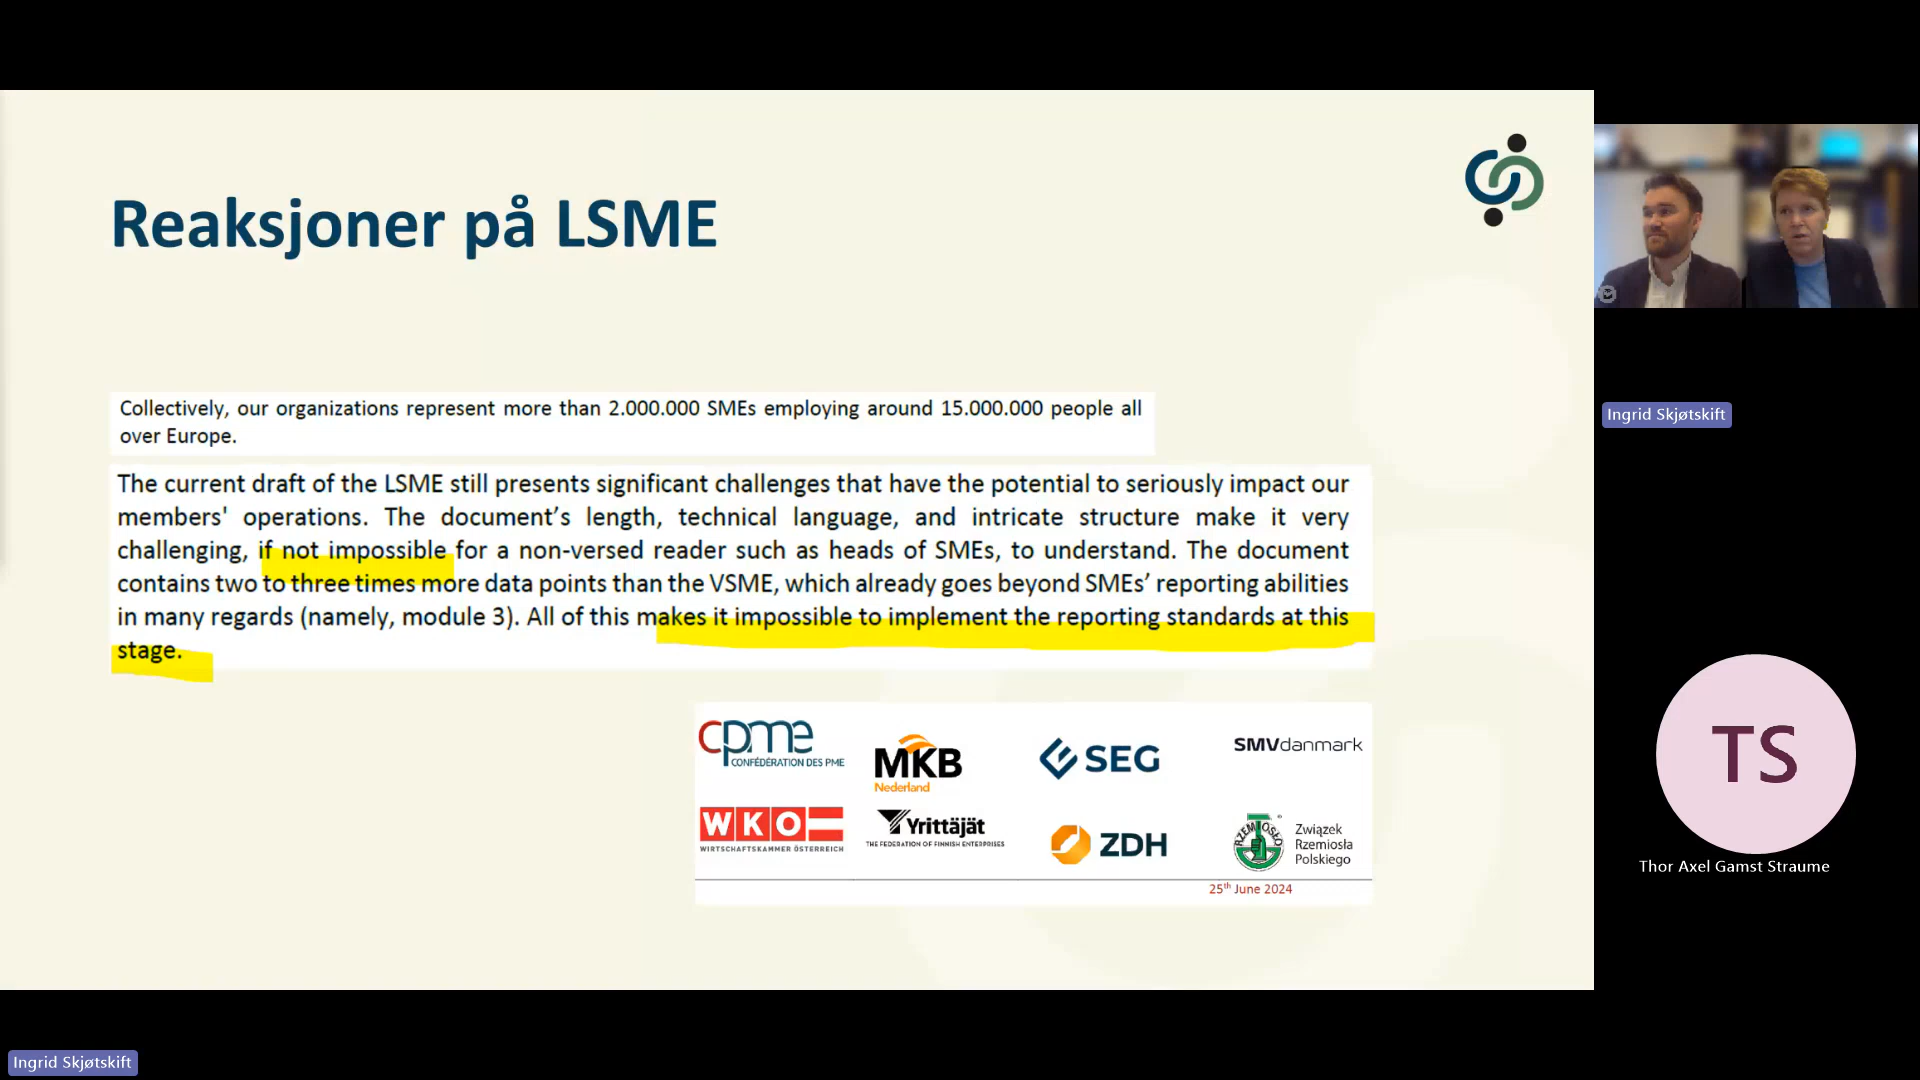 Reaksjoner på LSME
Collectively, our organizations represent more than 2.000.000 SMEs employing around 15.000.000 people all
over Europe.
The current draft of the LSME still presents significant challenges that have the potential to seriously impact our
members' operations. The document’s length, technical language, and intricate structure make it very
challenging, if not impossible for a non-versed reader such as heads of SMEs, to understand. The document
contains two to three times more data points than the VSME, which already goes beyond SMEs’ reporting abilities
in many regards (namely, module 3). All of this makes it impossible to implement the reporting standards at this
stage.
cpme
CONFÉDÉRATION DES PME
MKB
Nederland
SEG
SMVdanmark
WKO
WIRTSCHAFTSKAMMER ÖSTERREICH
Yrittäjät
THE FEDERATION OF FINNISH ENTERPRISES
ZDH
RZEMIOSŁO
Związek
Rzemiosła
Polskiego
25th June 2024
Ingrid Skjøtskift
TS
Thor Axel Gamst Straume
Ingrid Skjøtskift